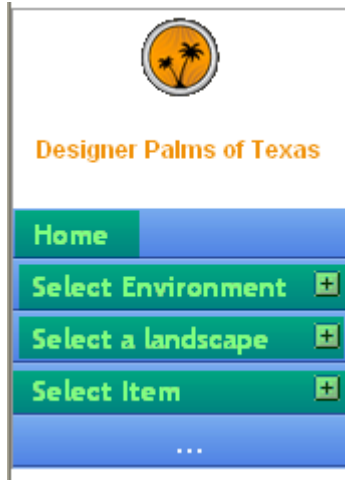 Designer Palms of Texas
Home
Select Environment +
Select a landscape +
Select Item +
...